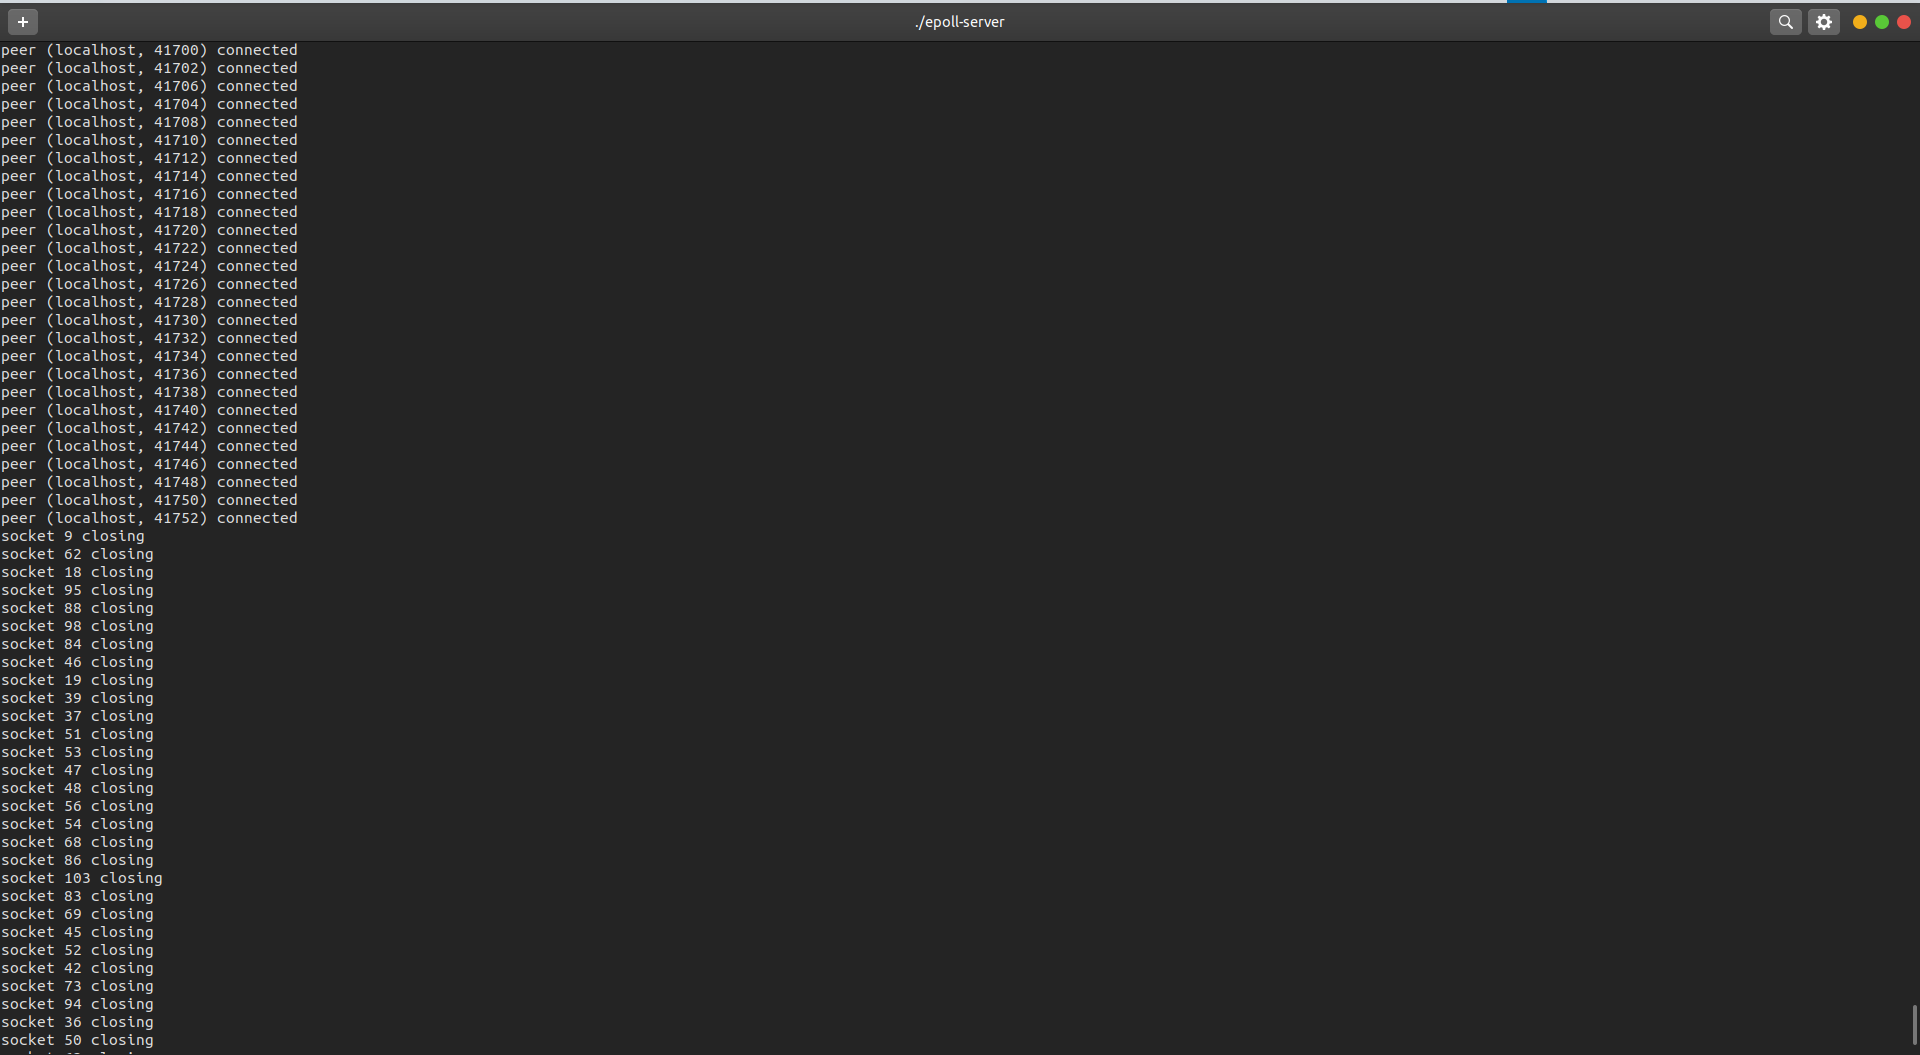 ./epoll-server
peer (localhost, 41700) connected
peer (localhost, 41702) connected
peer (localhost, 41706) connected
peer (localhost, 41704) connected
peer (localhost, 41708) connected
peer (localhost, 41710) connected
peer (localhost, 41712) connected
peer (localhost, 41714) connected
peer (localhost, 41716) connected
peer (localhost, 41718) connected
peer (localhost, 41720) connected
peer (localhost, 41722) connected
peer (localhost, 41724) connected
peer (localhost, 41726) connected
peer (localhost, 41728) connected
peer (localhost, 41730) connected
peer (localhost, 41732) connected
peer (localhost, 41734) connected
peer (localhost, 41736) connected
peer (localhost, 41738) connected
peer (localhost, 41740) connected
peer (localhost, 41742) connected
peer (localhost, 41744) connected
peer (localhost, 41746) connected
peer (localhost, 41748) connected
peer (localhost, 41750) connected
peer (localhost, 41752) connected
socket 9 closing
socket 62 closing
socket 18 closing
socket 95 closing
socket 88 closing
socket 98 closing
socket 84 closing
socket 46 closing
socket 19 closing
socket 39 closing
socket 37 closing
socket 51 closing
socket 53 closing
socket 47 closing
socket 48 closing
socket 56 closing
socket 54 closing
socket 68 closing
socket 86 closing
socket 103 closing
socket 83 closing
socket 69 closing
socket 45 closing
socket 52 closing
socket 42 closing
socket 73 closing
socket 94 closing
socket 36 closing
socket 50 closing